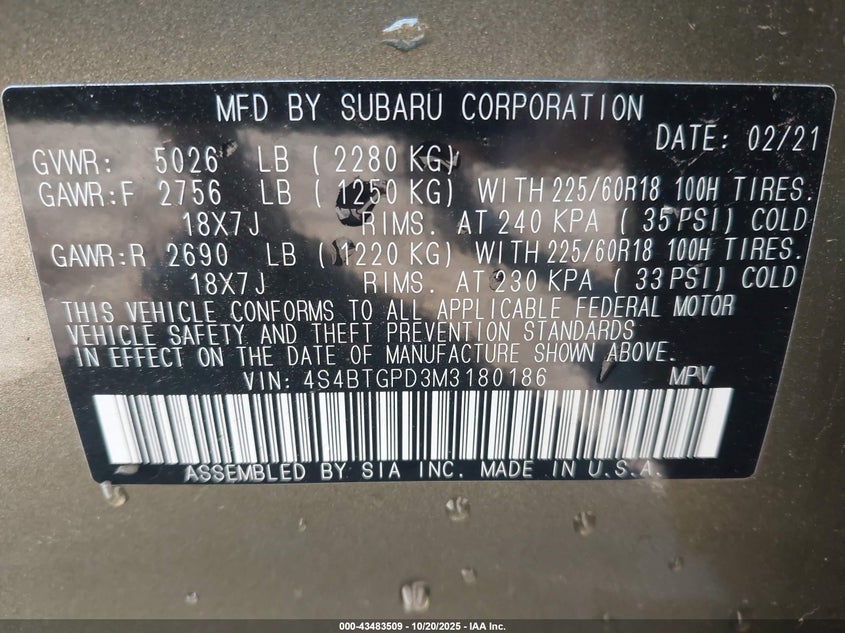 MFD BY SUBARU CORPORATION
DATE: 02/21
GVWR: 5026 LB ( 2280 KG)
GAWR:F 2756 LB ( 1250 KG) WITH 225/60R18 100H TIRES.
18X7J RIMS. AT 240 KPA ( 35 PSI) COLD
GAWR:R 2690 LB ( 1220 KG) WITH 225/60R18 100H TIRES.
18X7J RIMS. AT 230 KPA ( 33 PSI) COLD
THIS VEHICLE CONFORMS TO ALL APPLICABLE FEDERAL MOTOR
VEHICLE SAFETY AND THEFT PREVENTION STANDARDS
IN EFFECT ON THE DATE OF MANUFACTURE SHOWN ABOVE.
VIN: 4S4BTGPD3M3180186 MPV
ASSEMBLED BY SIA INC. MADE IN U.S.A.
000-43483509 - 10/20/2025 - IAA Inc.